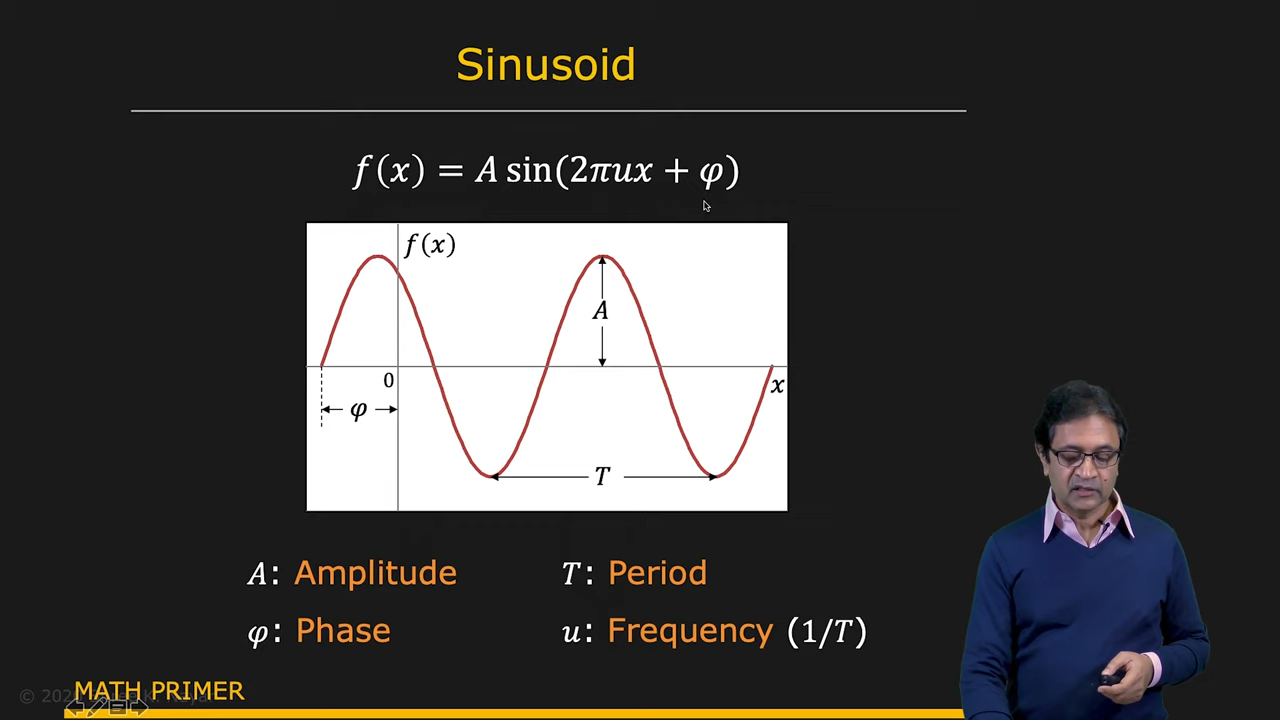 Sinusoid
f(x) = A sin(2πux + φ)
f(x)
A
0
x
φ
T
A: Amplitude
T: Period
φ: Phase
u: Frequency (1/T)
MATH PRIMER